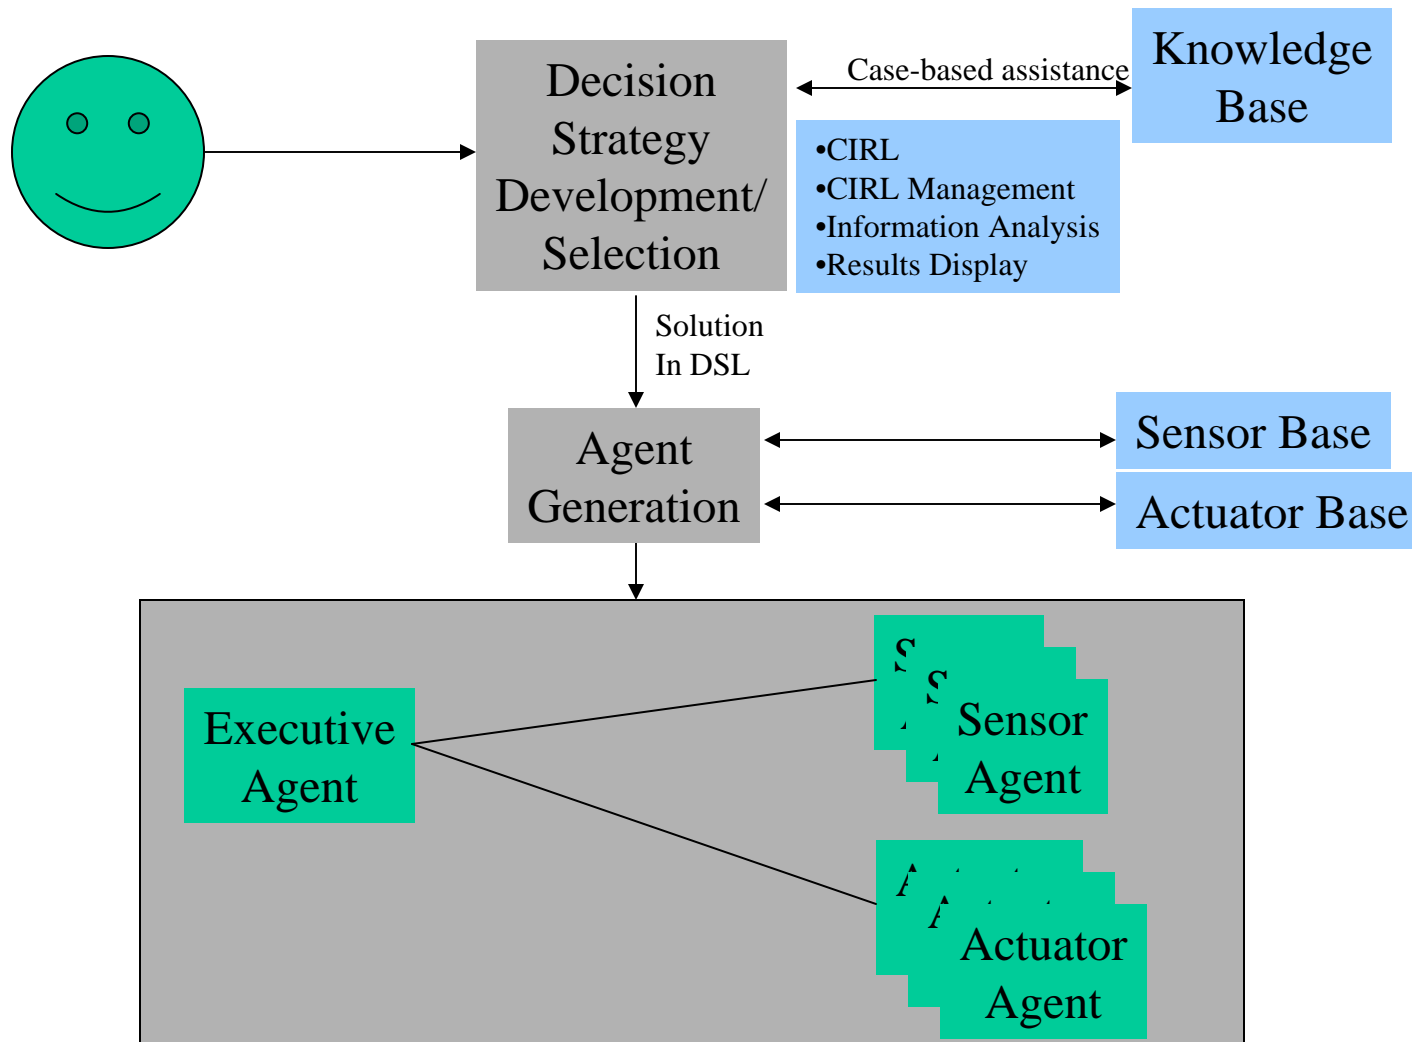 Decision
Strategy
Development/
Selection
Case-based assistance
Knowledge
Base
•CIRL
•CIRL Management
•Information Analysis
•Results Display
Solution
In DSL
Agent
Generation
Sensor Base
Actuator Base
Executive
Agent
Sensor
Agent
Actuator
Agent